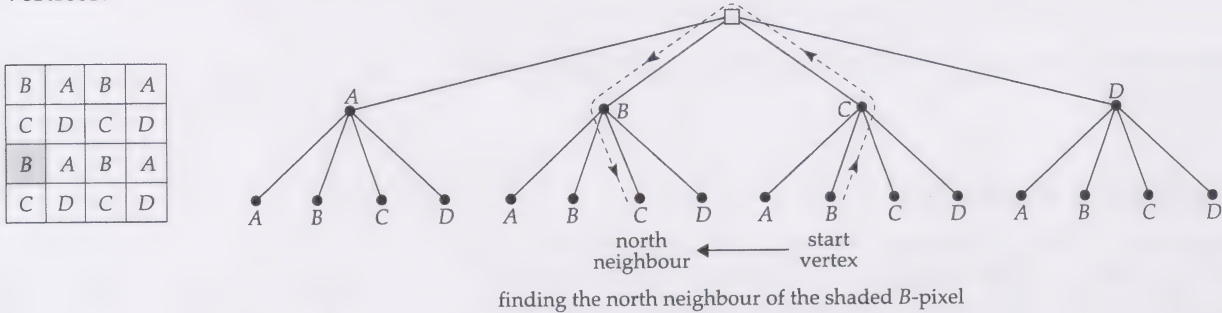 B A B A
C D C D
B A B A
C D C D
A B C D
A B C D A B C D A B C D A B C D
north start
neighbour vertex
finding the north neighbour of the shaded B-pixel